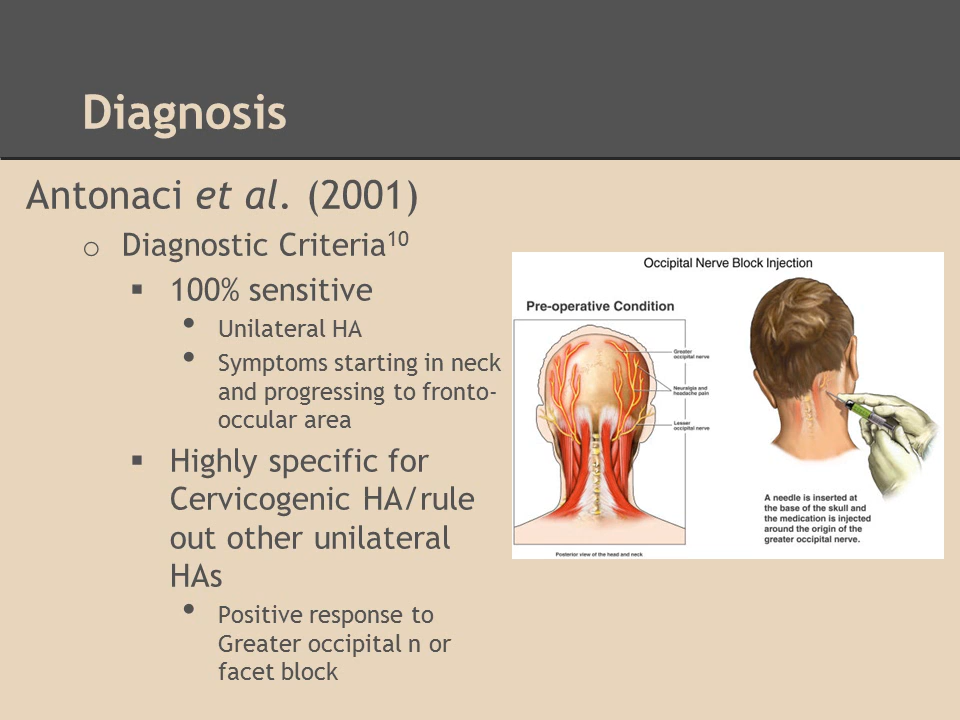 Diagnosis
Antonaci et al. (2001)
o Diagnostic Criteria10
▪ 100% sensitive
• Unilateral HA
• Symptoms starting in neck
and progressing to fronto-
occular area
▪ Highly specific for
Cervicogenic HA/rule
out other unilateral
HAs
• Positive response to
Greater occipital n or
facet block
Occipital Nerve Block Injection
Pre-operative Condition
Greater
occipital nerve
Neuralgia and
headache pain
Lesser
occipital nerve
Posterior view of the head and neck
A needle is inserted at
the base of the skull and
the medication is injected
around the origin of the
greater occipital nerve.